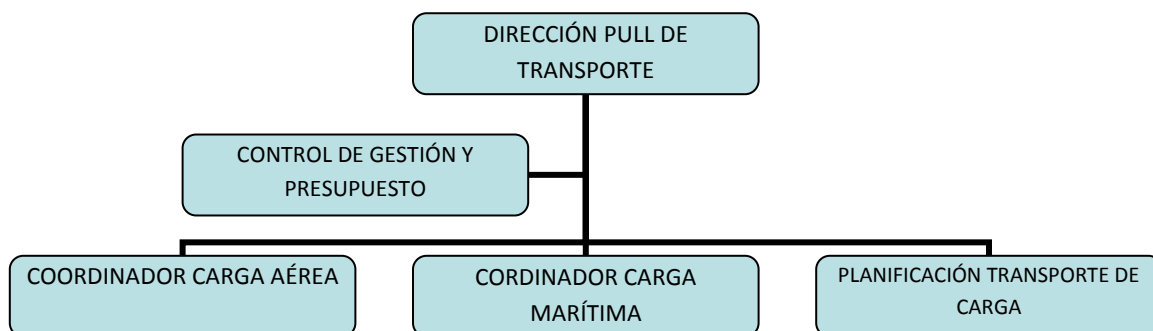 DIRECCIÓN PULL DE
TRANSPORTE
CONTROL DE GESTIÓN Y
PRESUPUESTO
COORDINADOR CARGA AÉREA
CORDINADOR CARGA
MARÍTIMA
PLANIFICACIÓN TRANSPORTE DE
CARGA